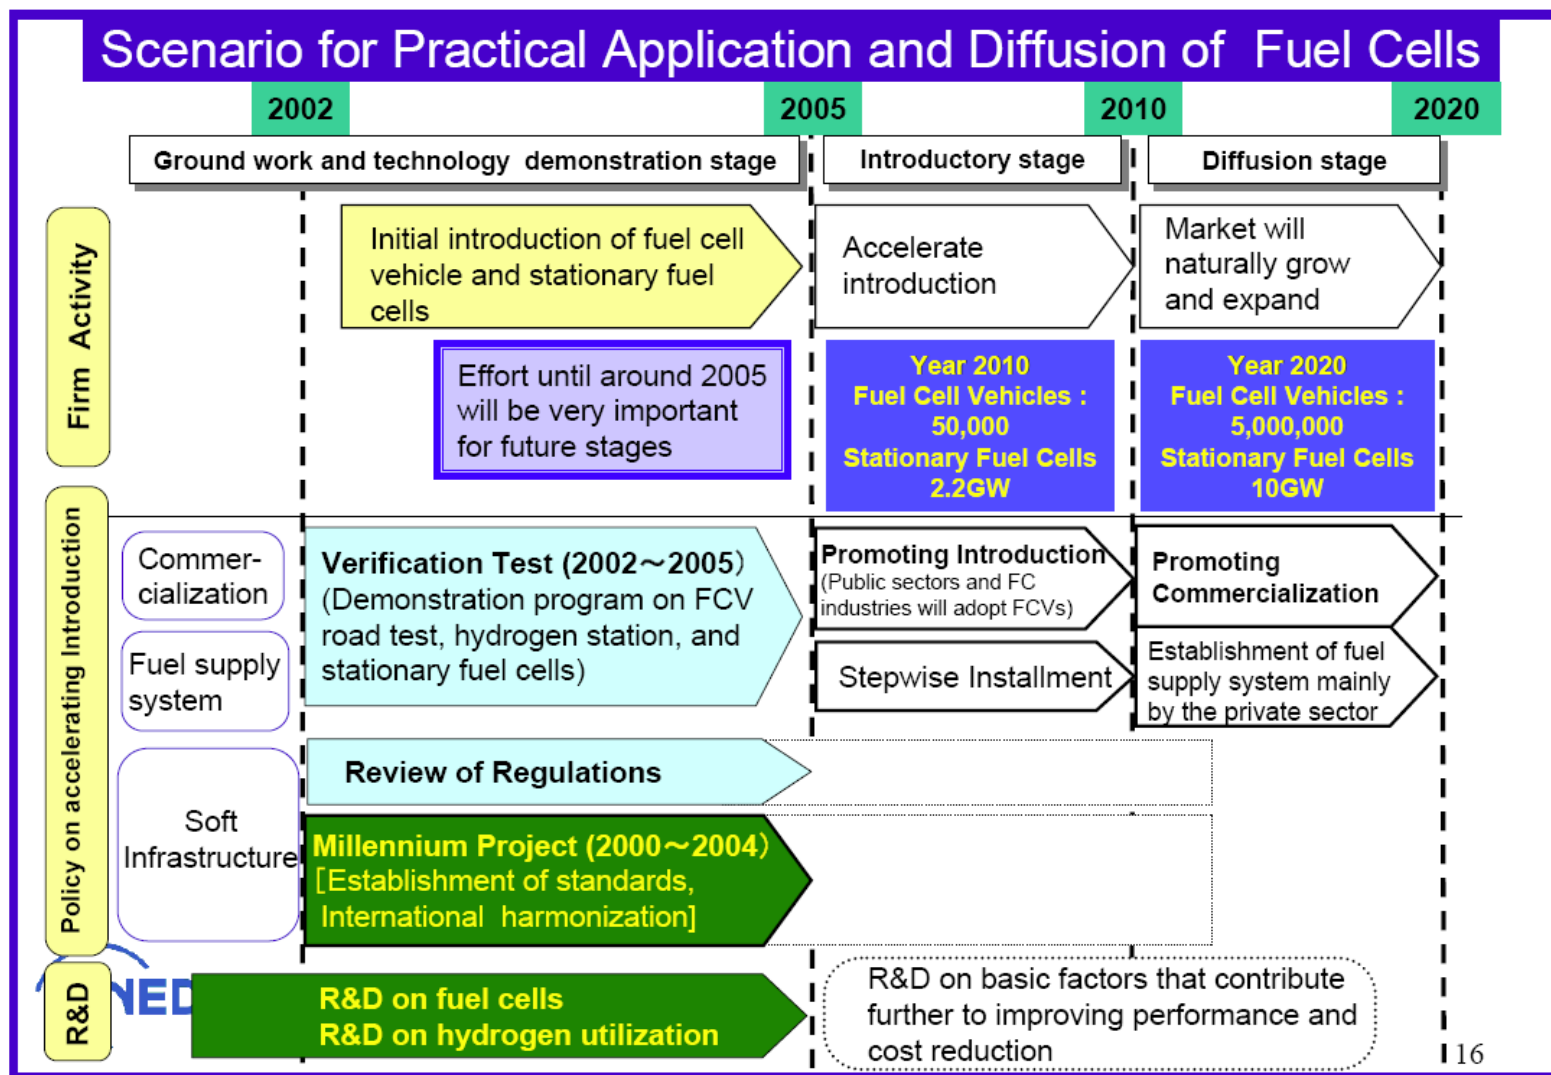 Scenario for Practical Application and Diffusion of Fuel Cells
2002
2005
2010
2020
Ground work and technology demonstration stage
Introductory stage
Diffusion stage
Firm Activity
Initial introduction of fuel cell
vehicle and stationary fuel
cells
Accelerate
introduction
Market will
naturally grow
and expand
Effort until around 2005
will be very important
for future stages
Year 2010
Fuel Cell Vehicles :
50,000
Stationary Fuel Cells
2.2GW
Year 2020
Fuel Cell Vehicles :
5,000,000
Stationary Fuel Cells
10GW
Policy on accelerating Introduction
Commer-
cialization
Fuel supply
system
Verification Test (2002～2005)
(Demonstration program on FCV
road test, hydrogen station, and
stationary fuel cells)
Promoting Introduction
(Public sectors and FC
industries will adopt FCVs)
Promoting
Commercialization
Stepwise Installment
Establishment of fuel
supply system mainly
by the private sector
Soft
Infrastructure
Review of Regulations
Millennium Project (2000～2004)
[Establishment of standards,
International harmonization]
R&D
R&D on fuel cells
R&D on hydrogen utilization
R&D on basic factors that contribute
further to improving performance and
cost reduction
16